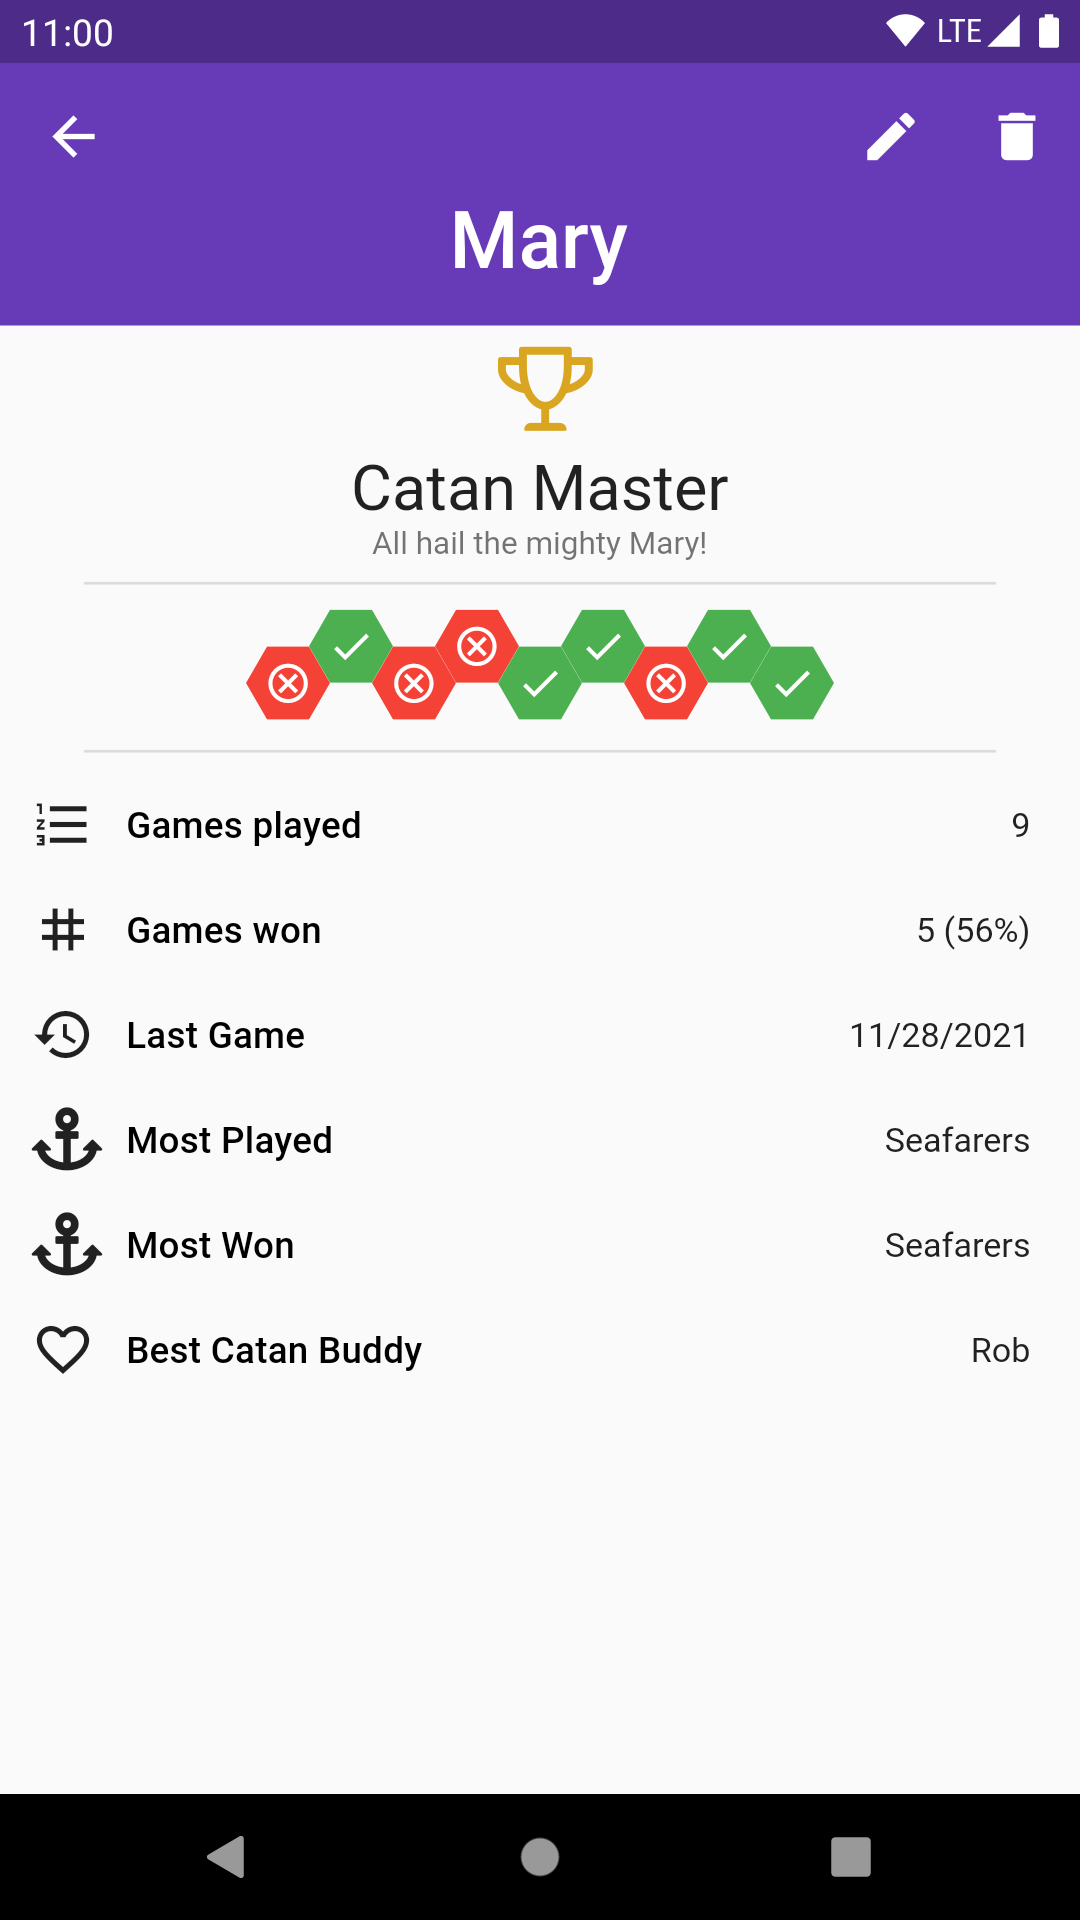 11:00 LTE
Mary
Catan Master
All hail the mighty Mary!
Games played 9
Games won 5 (56%)
Last Game 11/28/2021
Most Played Seafarers
Most Won Seafarers
Best Catan Buddy Rob